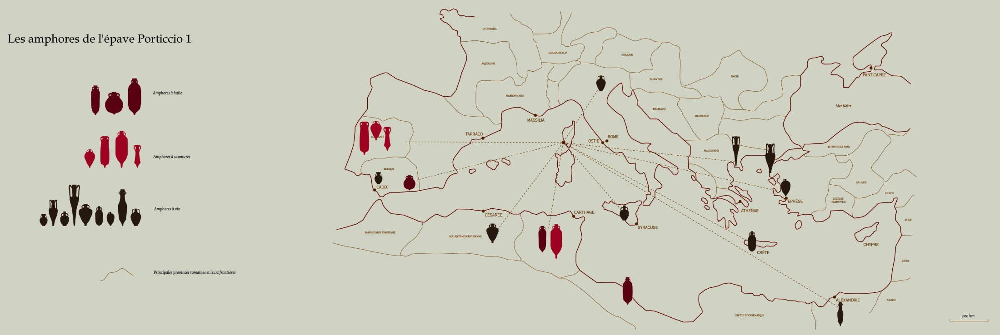 Les amphores de l'épave Porticcio 1
Amphores à huile
Amphores à saumures
Amphores à vin
Principales provinces romaines et leurs frontières
LYONNAISE
GERMANIE SUP.
NORIQUE
AQUITAINE
PANTICAPÉE
DACIE
PANNONIE
NARBONNAISE
Mer Noire
DALMATIE
MESSIE SUP.
MASSILIA
TARRACO
LUSITANIE
ROME
OSTIE
BITHYNIE ET PONT
MACEDOINE
BETIQUE
GALATIE
CADIX
CILICIE
EPHÈSE
LYCIE ET
PAMPHYLIE
ATHENAE
CÉSARÉE
CARTHAGE
SYRIE
SYRACUSE
MAURETANIE TINGITANE
MAURETANIE CESARIENNE
CHYPRE
CRÊTE
JUDEE
ALEXANDRIE
ARABIE
CRETTE ET CYRENAÏQUE
400 km